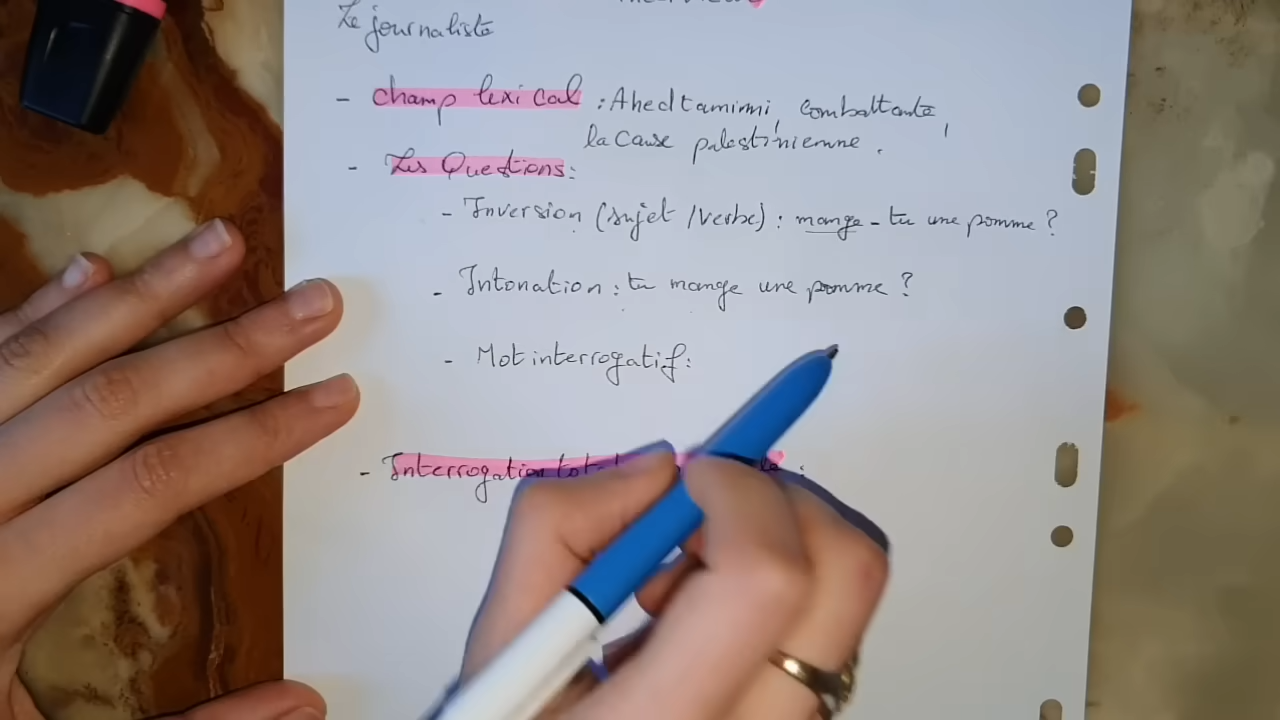 Interview
Le journaliste
- champ lexical : Ahed tamimi, combattante,
la cause palestinienne.
- Les Questions:
- Inversion (sujet / verbe) : mange - tu une pomme ?
- Intonation : tu mange une pomme ?
- Mot interrogatif:
- Interrogation :